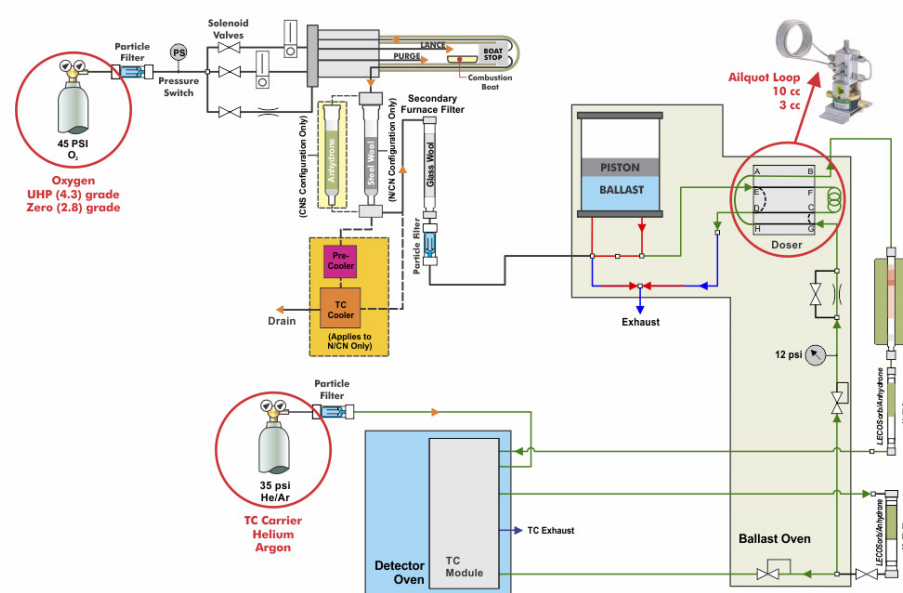 Solenoid
Valves
Particle
Filter
PS
Pressure
Switch
LANCE
PURGE
BOAT
STOP
Combustion
Boat
45 PSI
O₂
Oxygen
UHP (4.3) grade
Zero (2.8) grade
(CNS Configuration Only)
Anhydrone
Steel Wool
(N/CN Configuration Only)
Secondary
Furnace Filter
Glass Wool
Particle Filter
Pre-
Cooler
TC
Cooler
Drain
(Applies to
N/CN Only)
PISTON
BALLAST
Exhaust
Ailquot Loop
10 cc
3 cc
A
B
E
F
D
C
H
G
Doser
12 psi
LECOSorb/Anhydrone
Particle
Filter
35 psi
He/Ar
TC Carrier
Helium
Argon
Detector
Oven
TC
Module
TC Exhaust
Ballast Oven
LECOSorb/Anhydrone